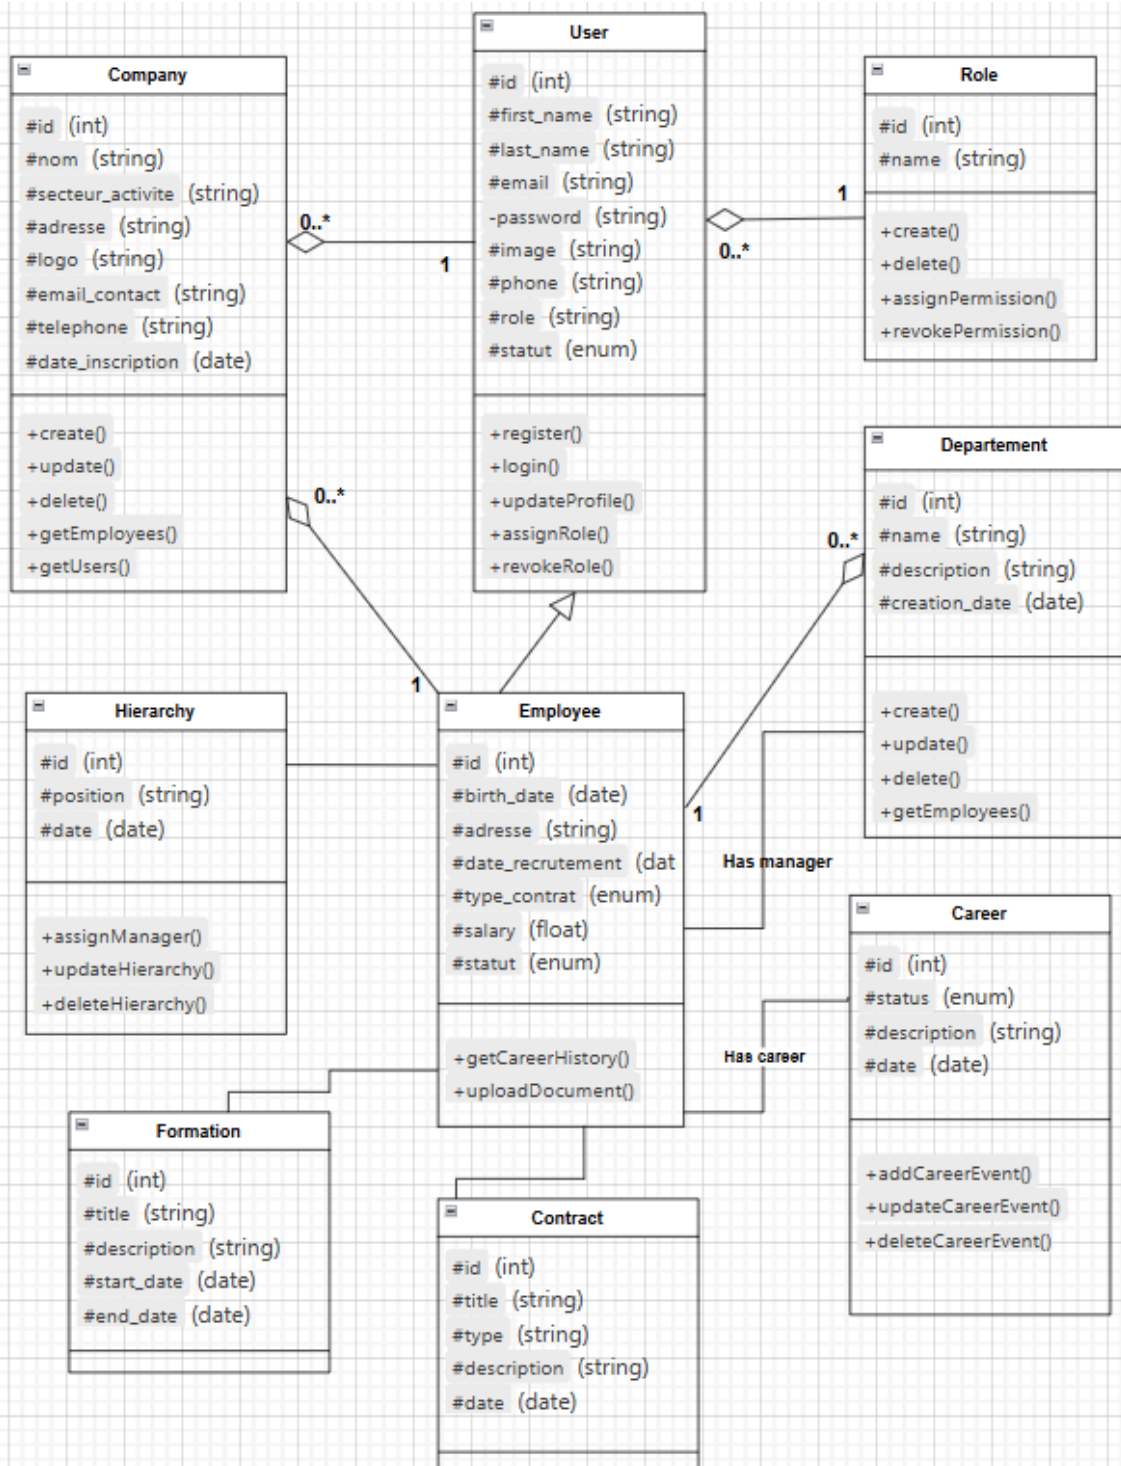 Company
#id (int)
#nom (string)
#secteur_activite (string)
#adresse (string)
#logo (string)
#email_contact (string)
#telephone (string)
#date_inscription (date)
+create()
+update()
+delete()
+getEmployees()
+getUsers()
0..*
1
User
#id (int)
#first_name (string)
#last_name (string)
#email (string)
-password (string)
#image (string)
#phone (string)
#role (string)
#statut (enum)
+register()
+login()
+updateProfile()
+assignRole()
+revokeRole()
1
0..*
Role
#id (int)
#name (string)
+create()
+delete()
+assignPermission()
+revokePermission()
0..*
1
Departement
#id (int)
#name (string)
#description (string)
#creation_date (date)
+create()
+update()
+delete()
+getEmployees()
0..*
1
Hierarchy
#id (int)
#position (string)
#date (date)
+assignManager()
+updateHierarchy()
+deleteHierarchy()
Employee
#id (int)
#birth_date (date)
#adresse (string)
#date_recrutement (dat
#type_contrat (enum)
#salary (float)
#statut (enum)
+getCareerHistory()
+uploadDocument()
Has manager
Has career
Career
#id (int)
#status (enum)
#description (string)
#date (date)
+addCareerEvent()
+updateCareerEvent()
+deleteCareerEvent()
Formation
#id (int)
#title (string)
#description (string)
#start_date (date)
#end_date (date)
Contract
#id (int)
#title (string)
#type (string)
#description (string)
#date (date)